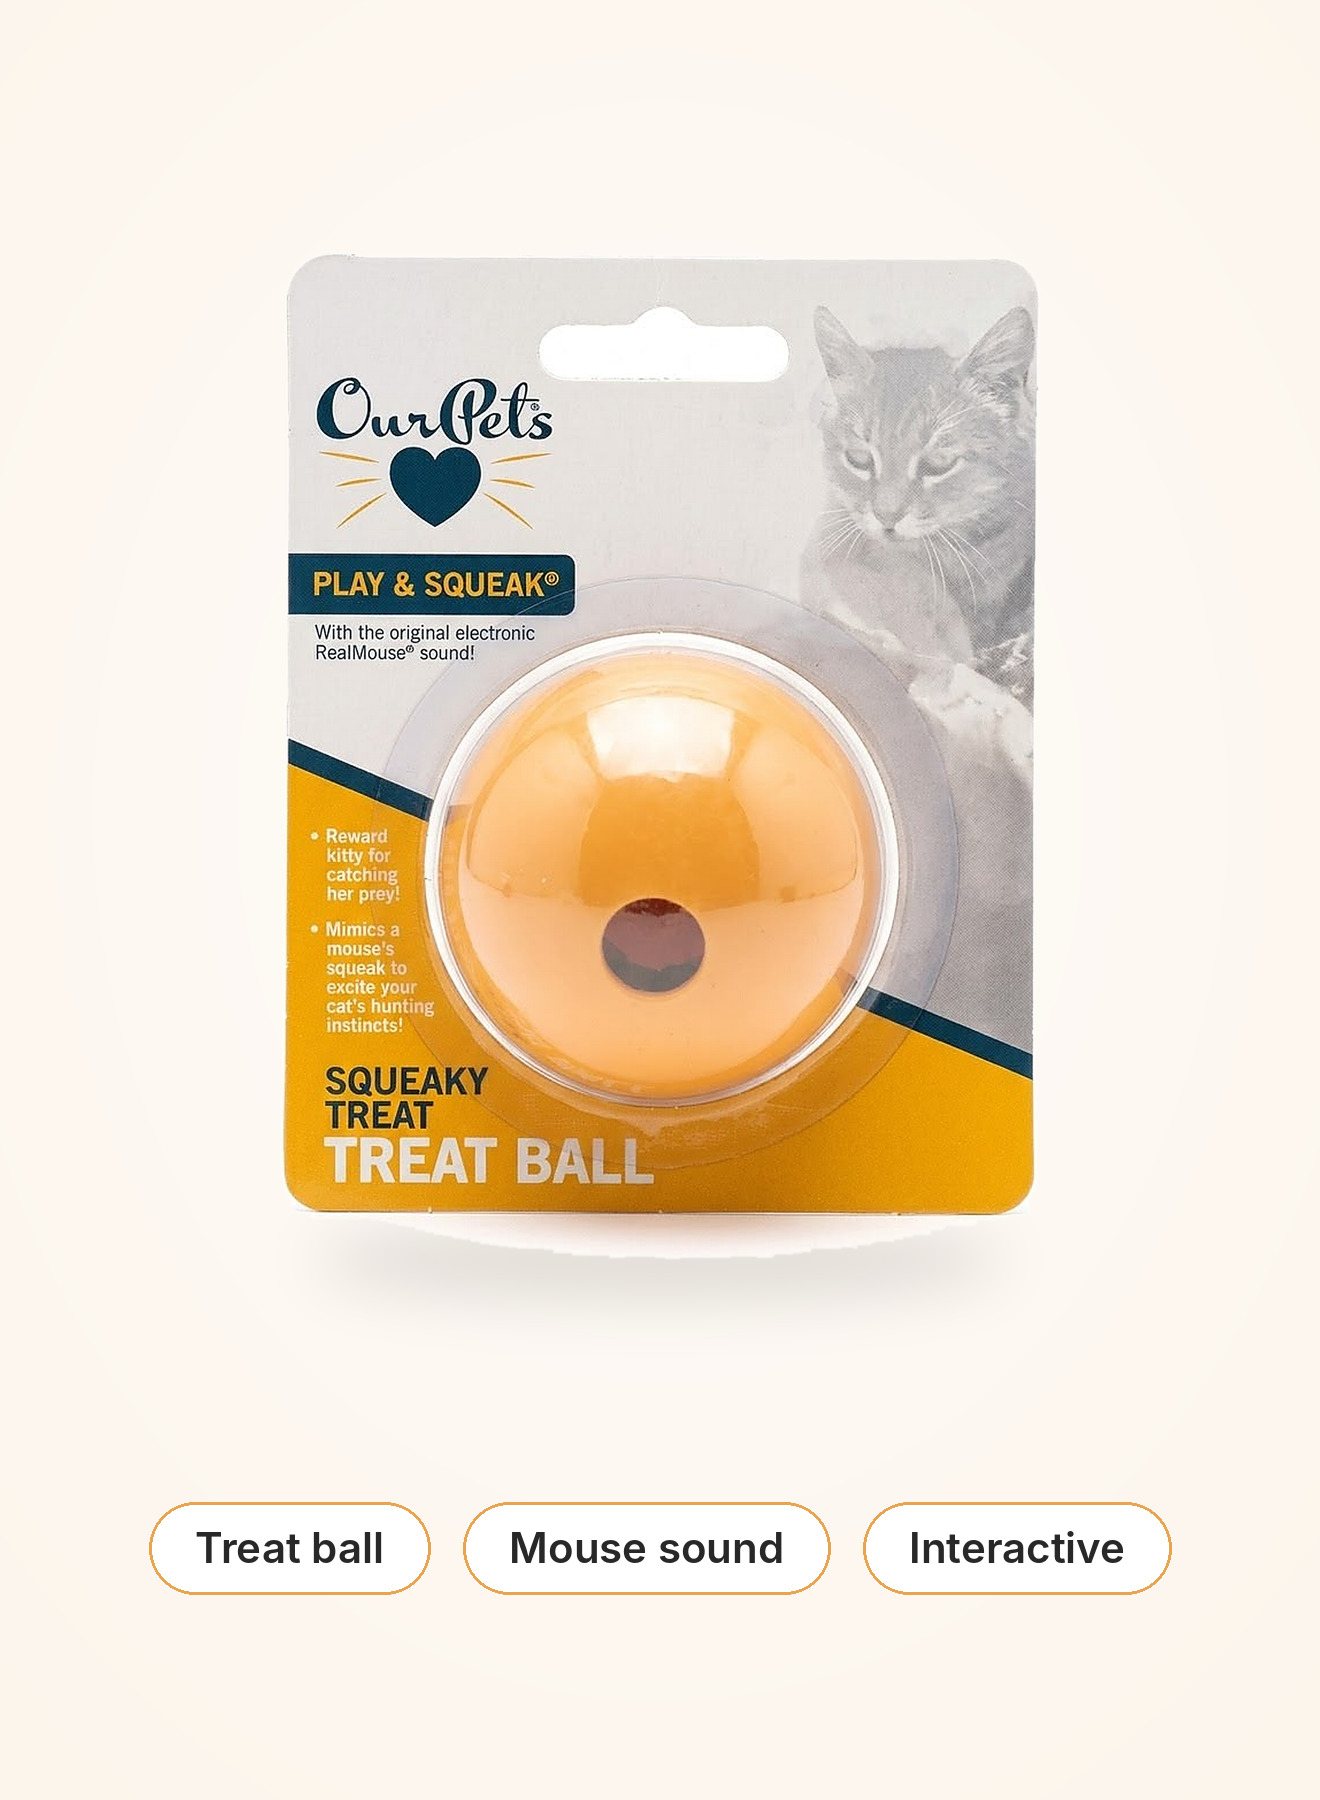 OurPet's®
PLAY & SQUEAK®
With the original electronic
RealMouse® sound!
• Reward
kitty for
catching
her prey!
• Mimics a
mouse's
squeak to
excite your
cat's hunting
instincts!
SQUEAKY
TREAT
TREAT BALL
Treat ball
Mouse sound
Interactive